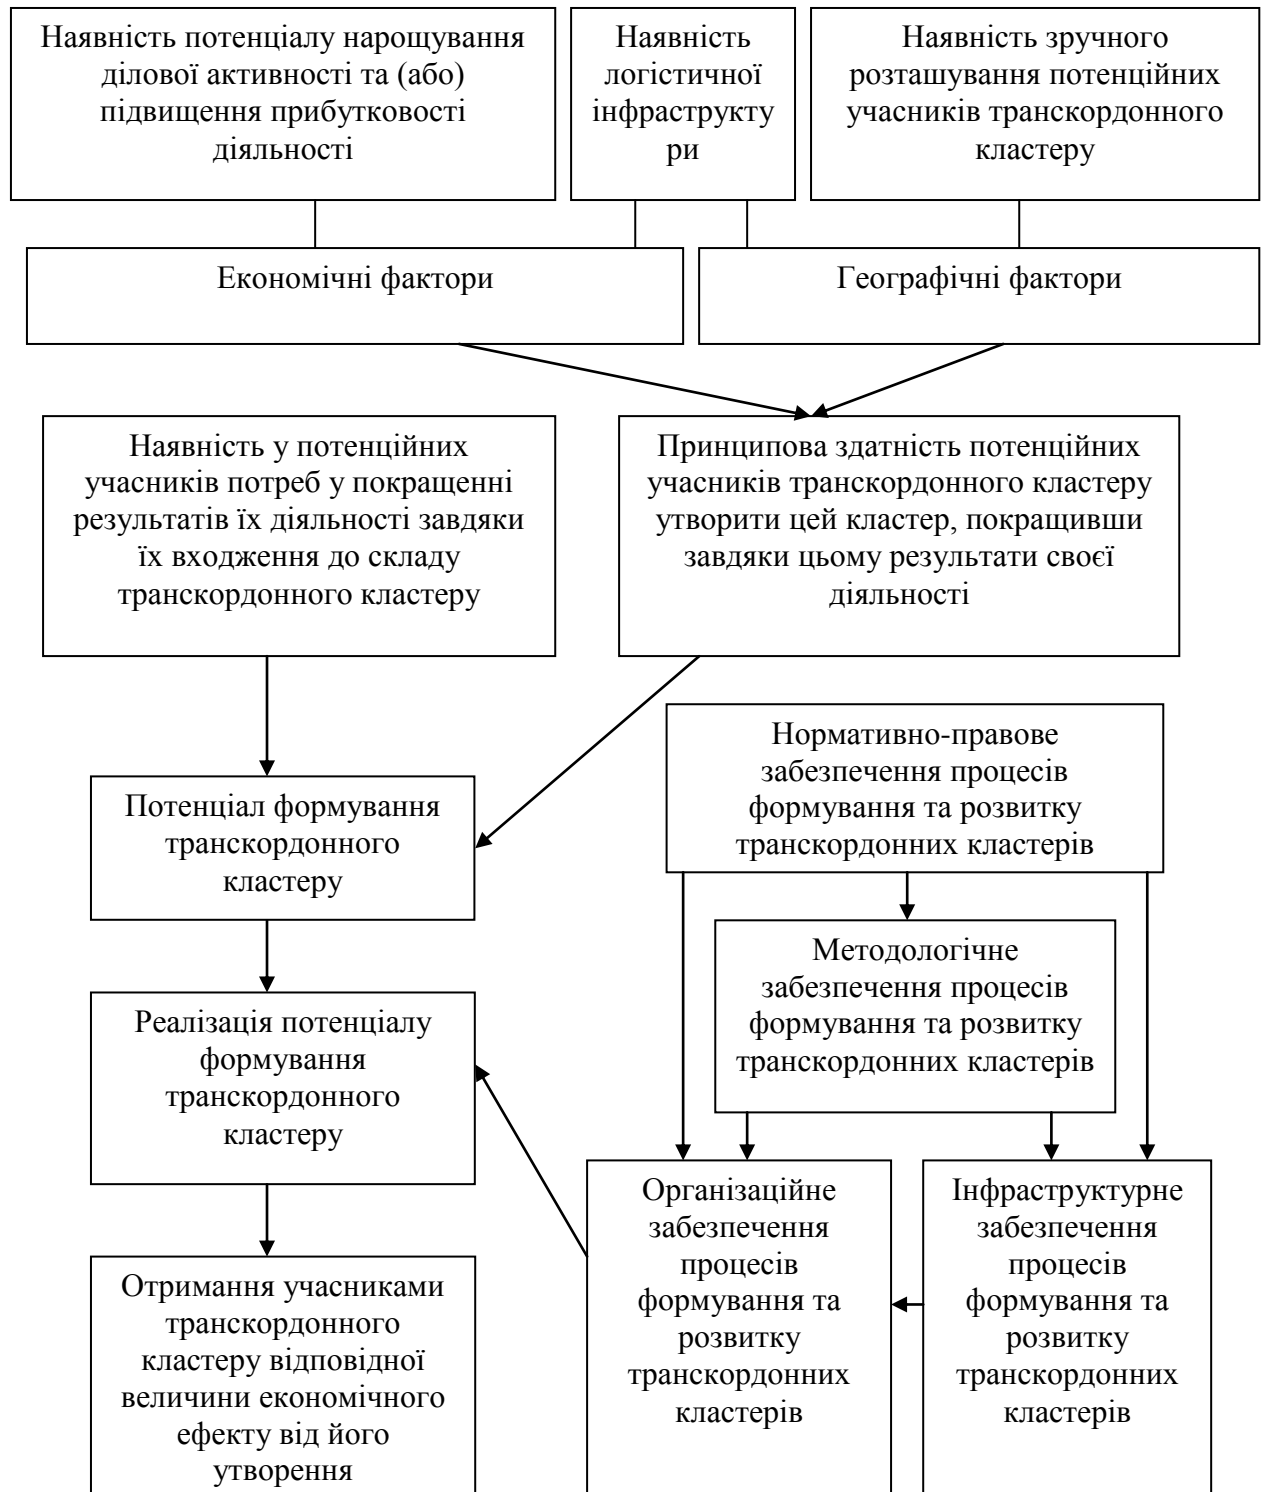 Наявність потенціалу нарощування
ділової активності та (або)
підвищення прибутковості
діяльності
Наявність
логістичної
інфраструкту
ри
Наявність зручного
розташування потенційних
учасників транскордонного
кластеру
Економічні фактори
Географічні фактори
Наявність у потенційних
учасників потреб у покращенні
результатів їх діяльності завдяки
їх входження до складу
транскордонного кластеру
Принципова здатність потенційних
учасників транскордонного кластеру
утворити цей кластер, покращивши
завдяки цьому результати своєї
діяльності
Потенціал формування
транскордонного
кластеру
Нормативно-правове
забезпечення процесів
формування та розвитку
транскордонних кластерів
Методологічне
забезпечення процесів
формування та розвитку
транскордонних кластерів
Реалізація потенціалу
формування
транскордонного
кластеру
Організаційне
забезпечення
процесів
формування та
розвитку
транскордонних
кластерів
Інфраструктурне
забезпечення
процесів
формування та
розвитку
транскордонних
кластерів
Отримання учасниками
транскордонного
кластеру відповідної
величини економічного
ефекту від його
утворення